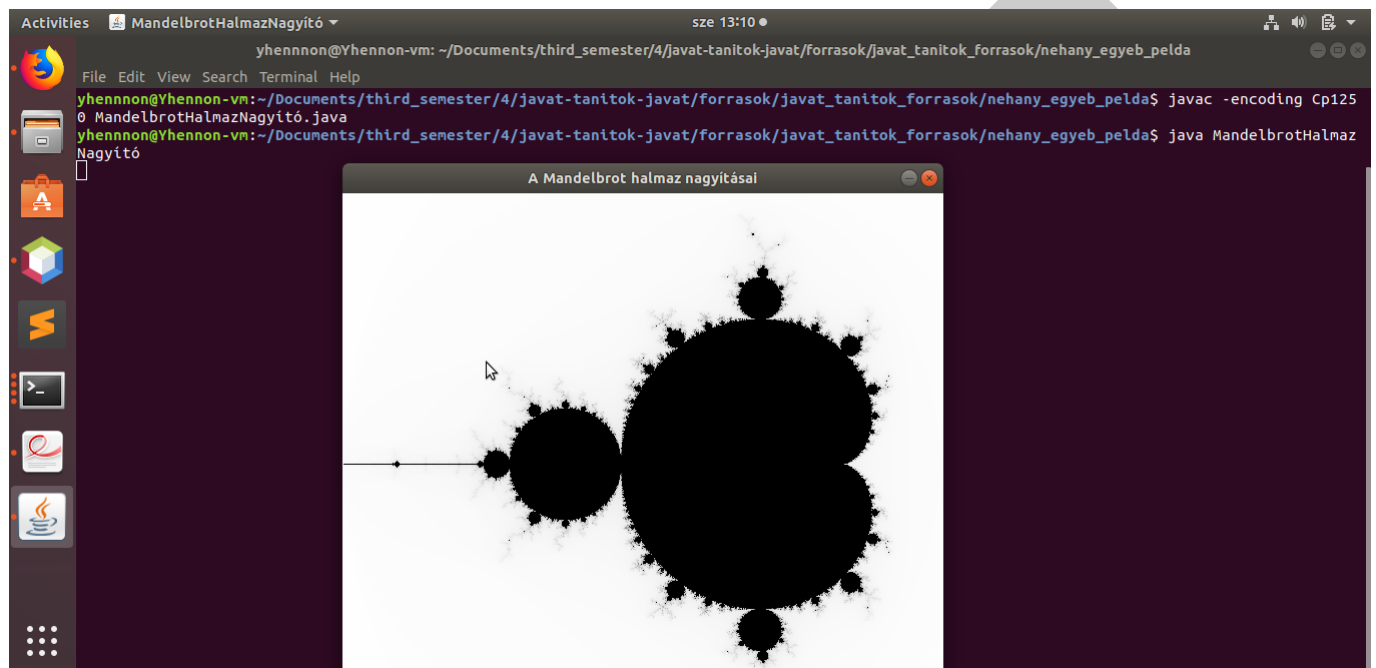 Activities MandelbrotHalmazNagyító sze 13:10
yhennnon@Yhennon-vm: ~/Documents/third_semester/4/javat-tanitok-javat/forrasok/javat_tanitok_forrasok/nehany_egyeb_pelda
File Edit View Search Terminal Help
yhennnon@Yhennon-vm:~/Documents/third_semester/4/javat-tanitok-javat/forrasok/javat_tanitok_forrasok/nehany_egyeb_pelda$ javac -encoding Cp125
0 MandelbrotHalmazNagyító.java
yhennnon@Yhennon-vm:~/Documents/third_semester/4/javat-tanitok-javat/forrasok/javat_tanitok_forrasok/nehany_egyeb_pelda$ java MandelbrotHalmaz
Nagyító
A Mandelbrot halmaz nagyításai